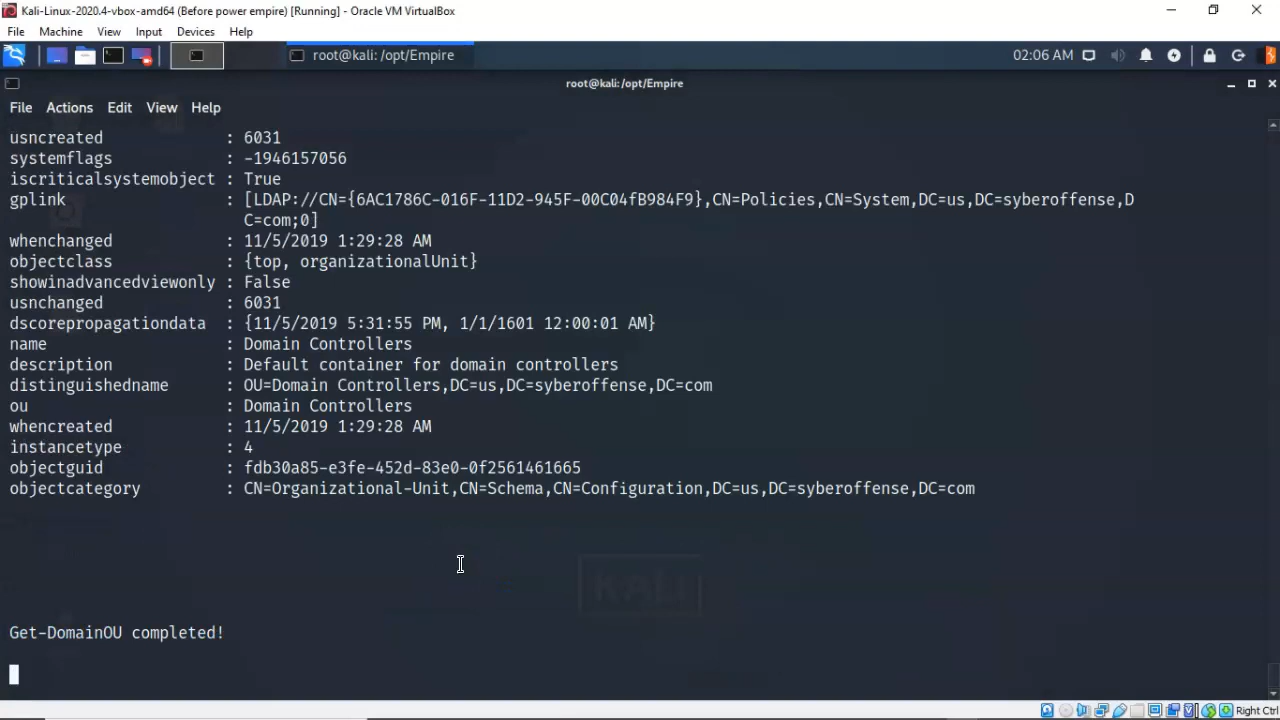 Kali-Linux-2020.4-vbox-amd64 (Before power empire) [Running] - Oracle VM VirtualBox
File Machine View Input Devices Help
root@kali: /opt/Empire 02:06 AM
root@kali:/opt/Empire
File Actions Edit View Help
usncreated : 6031
systemflags : -1946157056
iscriticalsystemobject : True
gplink : [LDAP://CN={6AC1786C-016F-11D2-945F-00C04fB984F9},CN=Policies,CN=System,DC=us,DC=syberoffense,D
C=com;0]
whenchanged : 11/5/2019 1:29:28 AM
objectclass : {top, organizationalUnit}
showinadvancedviewonly : False
usnchanged : 6031
dscorepropagationdata : {11/5/2019 5:31:55 PM, 1/1/1601 12:00:01 AM}
name : Domain Controllers
description : Default container for domain controllers
distinguishedname : OU=Domain Controllers,DC=us,DC=syberoffense,DC=com
ou : Domain Controllers
whencreated : 11/5/2019 1:29:28 AM
instancetype : 4
objectguid : fdb30a85-e3fe-452d-83e0-0f2561461665
objectcategory : CN=Organizational-Unit,CN=Schema,CN=Configuration,DC=us,DC=syberoffense,DC=com
KALI
Get-DomainOU completed!
Right Ctrl